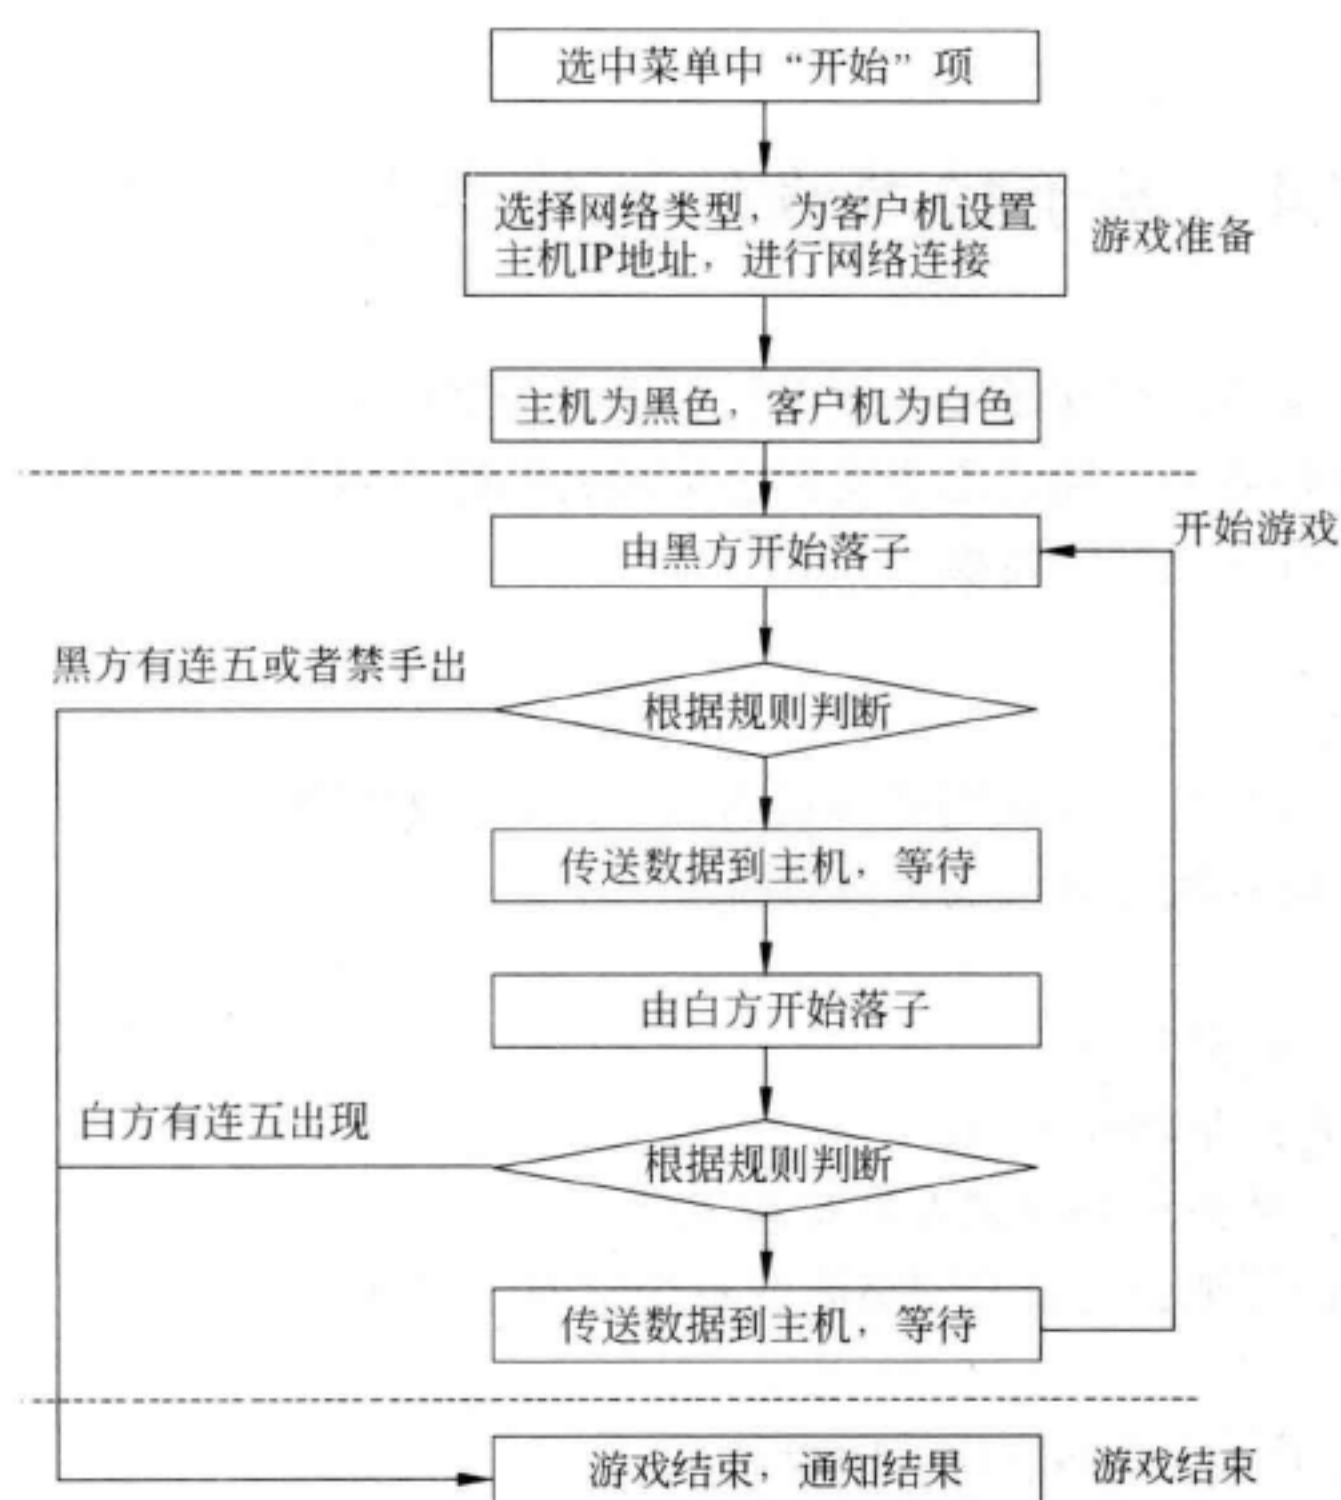 选中菜单中“开始”项
选择网络类型，为客户机设置
主机IP地址，进行网络连接
游戏准备
主机为黑色，客户机为白色
开始游戏
由黑方开始落子
黑方有连五或者禁手出
根据规则判断
传送数据到主机，等待
由白方开始落子
白方有连五出现
根据规则判断
传送数据到主机，等待
游戏结束，通知结果
游戏结束